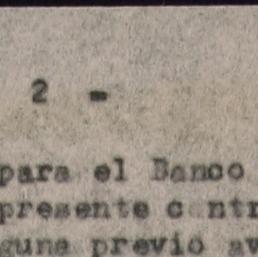 2 -
para el Banco
presente c ntr
guna previo av